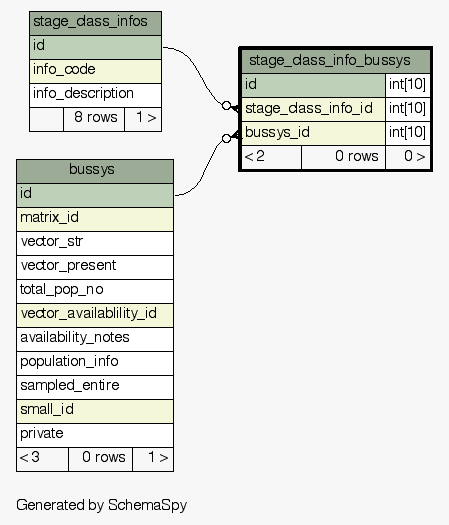 stage_class_infos
id
info_code
info_description
8 rows 1 >
stage_class_info_bussys
id int[10]
stage_class_info_id int[10]
bussys_id int[10]
< 2 0 rows 0 >
bussys
id
matrix_id
vector_str
vector_present
total_pop_no
vector_availablility_id
availability_notes
population_info
sampled_entire
small_id
private
< 3 0 rows 1 >
Generated by SchemaSpy